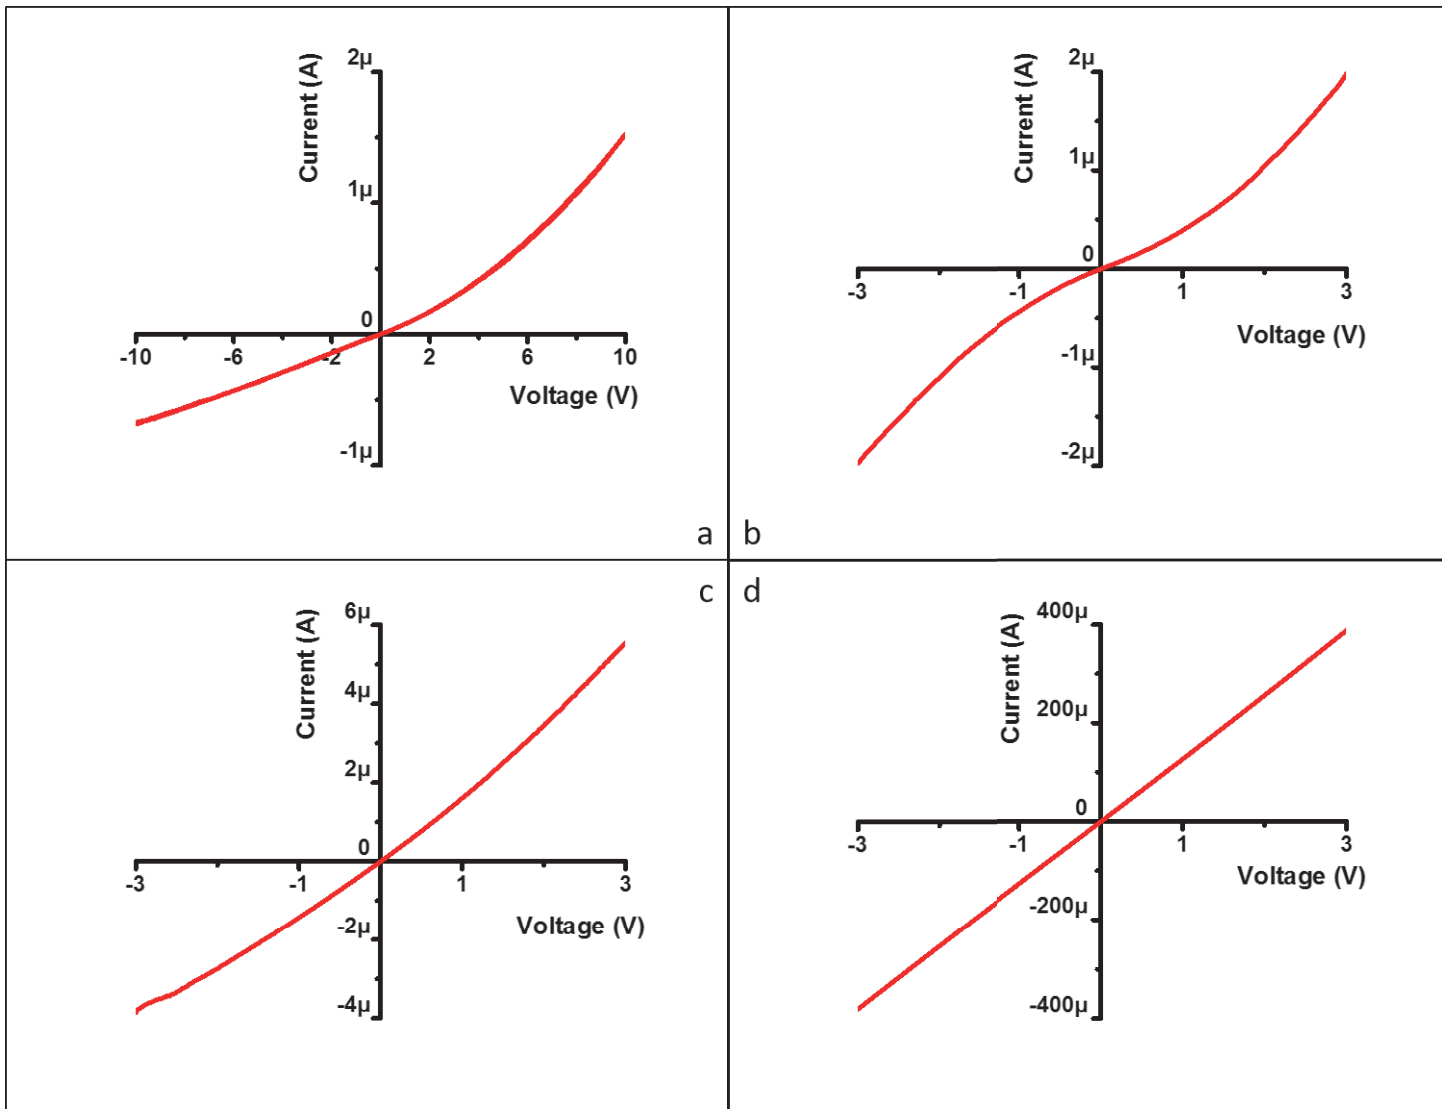 Current (A)
2µ
1µ
0
-10
-6
-2
2
6
10
Voltage (V)
-1µ
a
Current (A)
2µ
1µ
0
-3
-1
1
3
Voltage (V)
-1µ
-2µ
b
c
Current (A)
6µ
4µ
2µ
0
-3
-1
1
3
Voltage (V)
-2µ
-4µ
d
Current (A)
400µ
200µ
0
-3
-1
1
3
Voltage (V)
-200µ
-400µ